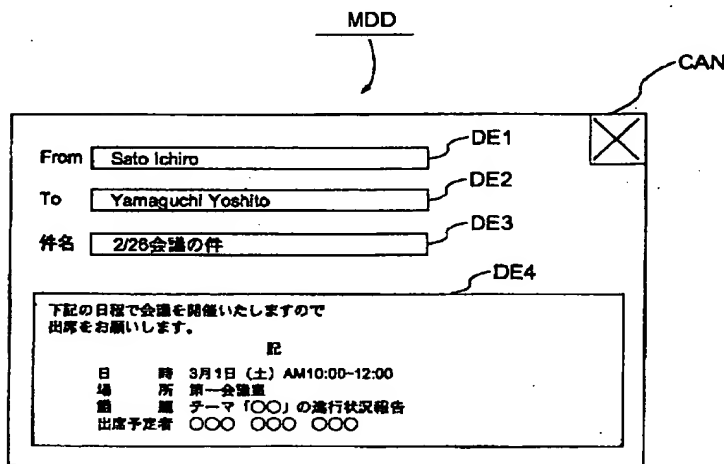 MDD
CAN
From Sato Ichiro DE1
To Yamaguchi Yoshito DE2
件名 2/26会議の件 DE3
DE4
下記の日程で会議を開催いたしますので
出席をお願いします。
記
日 時 3月1日(土)AM10:00-12:00
場 所 第一会議室
議 題 テーマ「〇〇」の進行状況報告
出席予定者 〇〇〇 〇〇〇 〇〇〇